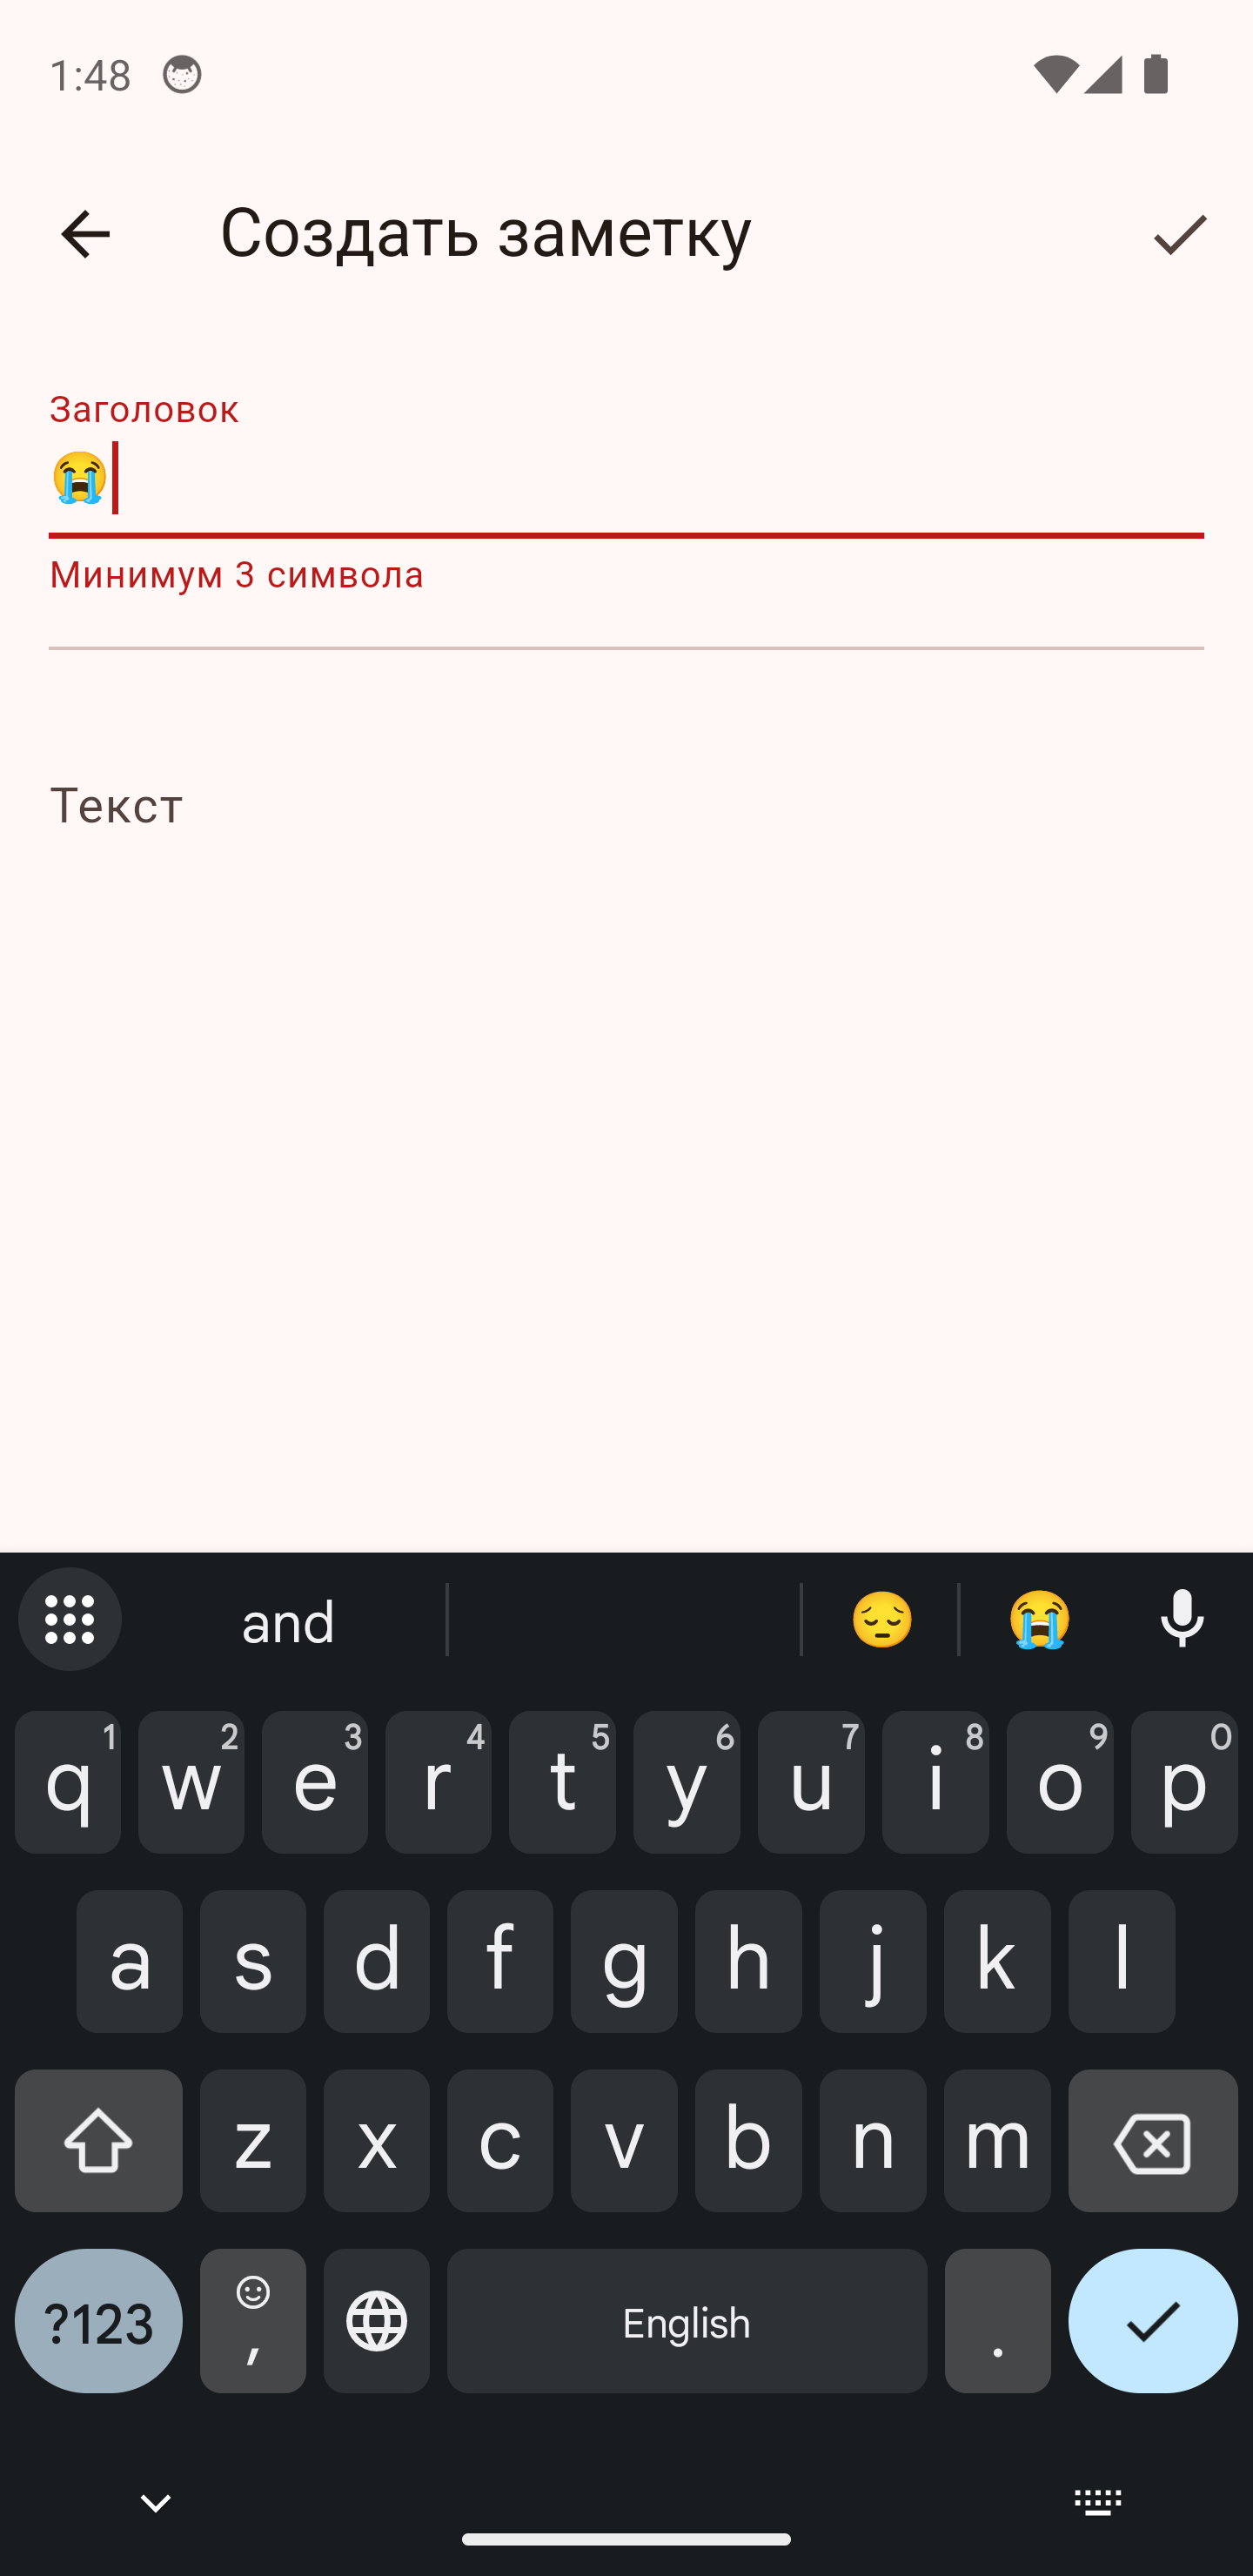 1:48
Создать заметку
Заголовок
😭
Минимум 3 символа
Текст
and 😔 😭
q 1 w 2 e 3 r 4 t 5 y 6 u 7 i 8 o 9 p 0
a s d f g h j k l
z x c v b n m
?123 , English .